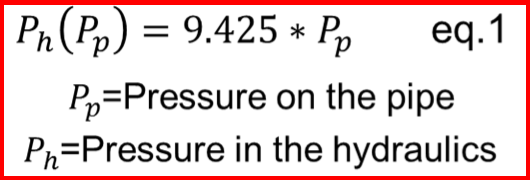 Pₕ(Pₚ) = 9.425 * Pₚ eq.1
Pₚ=Pressure on the pipe
Pₕ=Pressure in the hydraulics